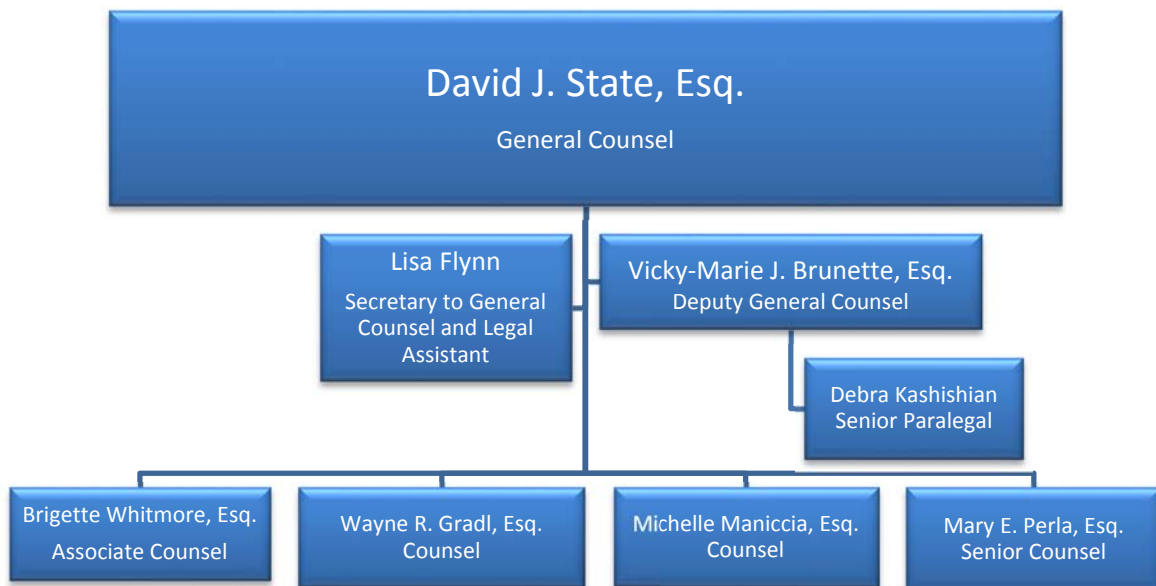 David J. State, Esq.
General Counsel
Lisa Flynn
Secretary to General
Counsel and Legal
Assistant
Vicky-Marie J. Brunette, Esq.
Deputy General Counsel
Debra Kashishian
Senior Paralegal
Brigette Whitmore, Esq.
Associate Counsel
Wayne R. Gradl, Esq.
Counsel
Michelle Maniccia, Esq.
Counsel
Mary E. Perla, Esq.
Senior Counsel